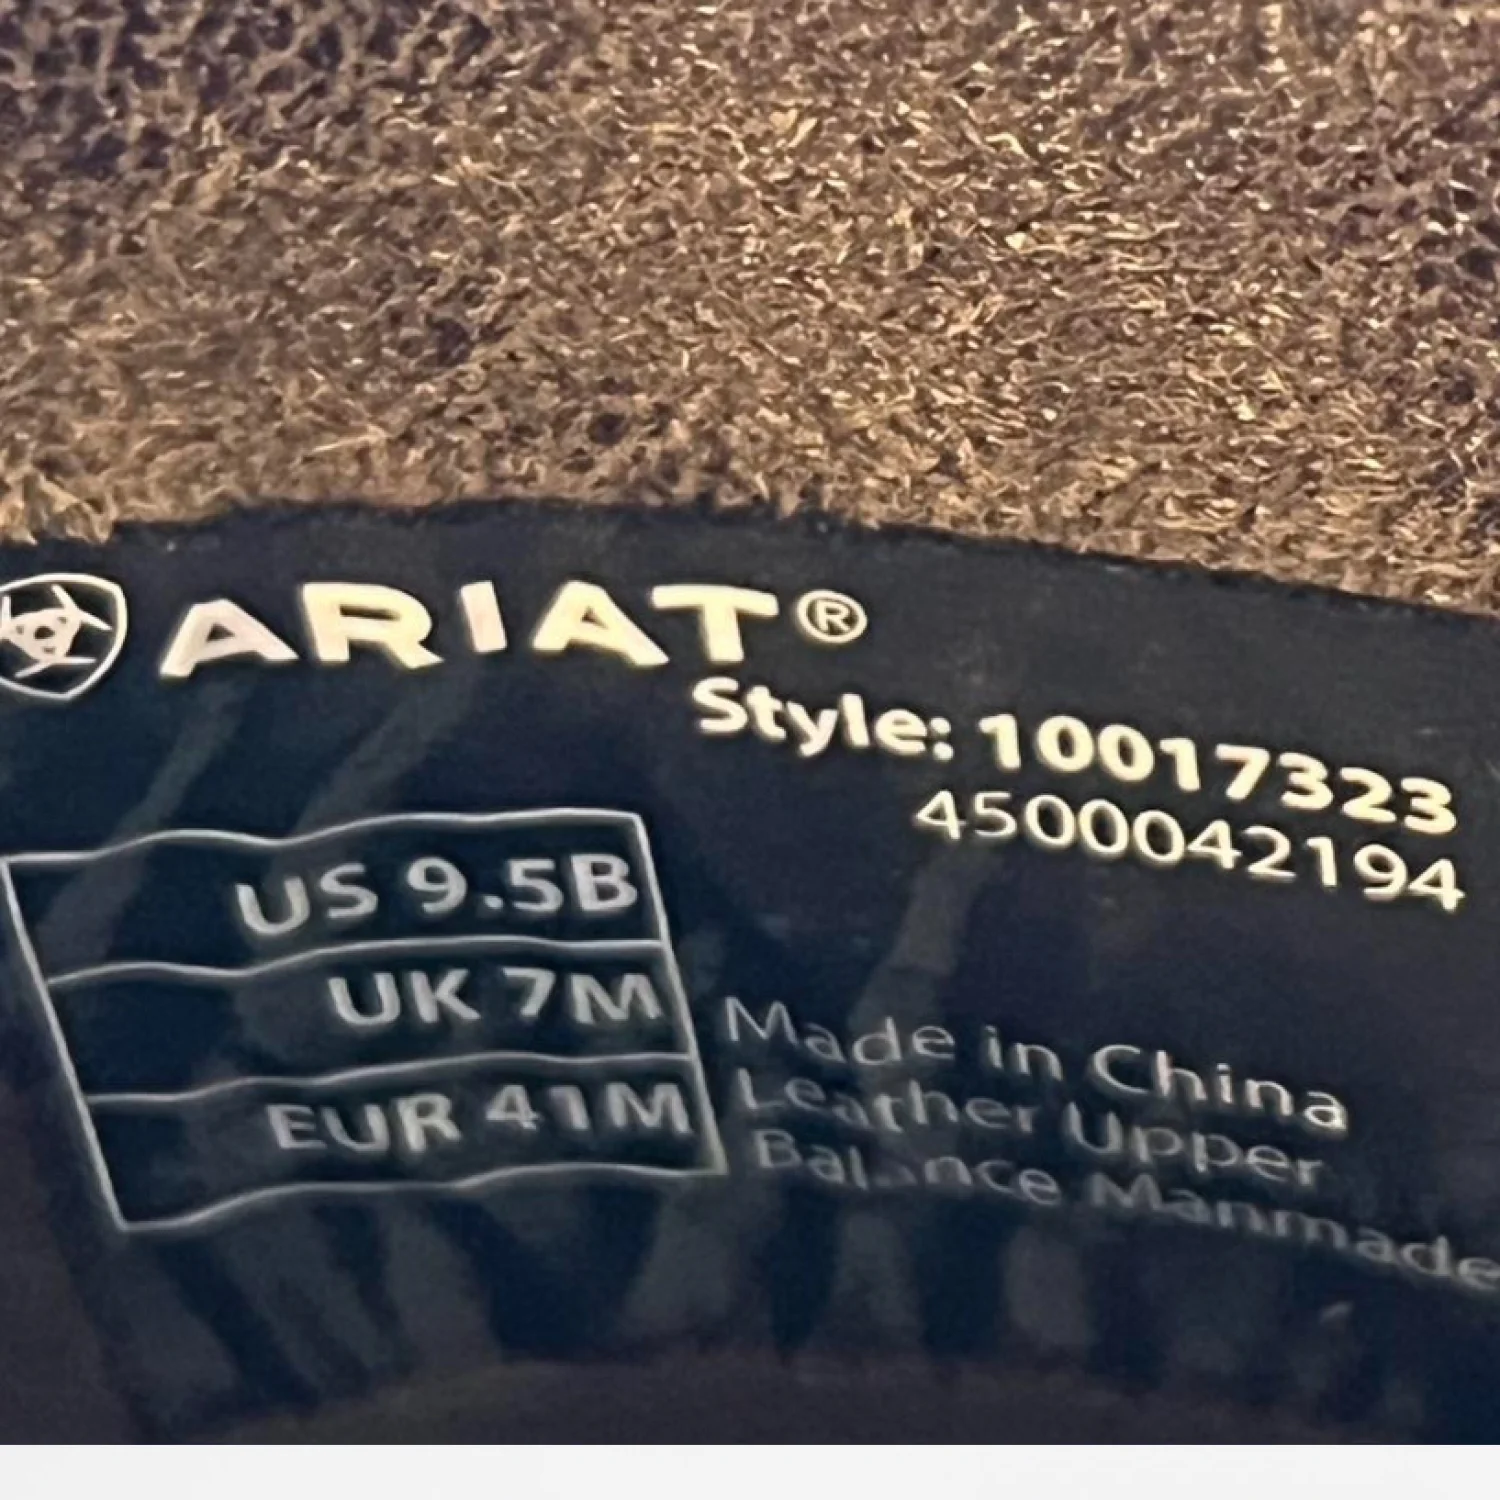 ARIAT®
Style: 10017323
4500042194
US 9.5B
UK 7M
EUR 41M
Made in China
Leather Upper
Balance Manmade